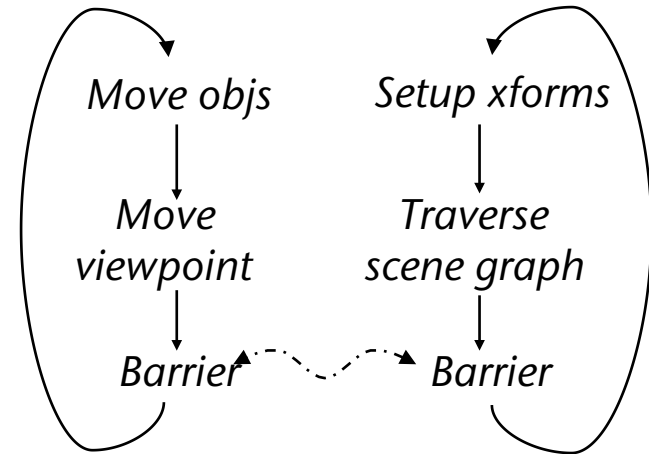 Move objs
Setup xforms
Move
viewpoint
Traverse
scene graph
Barrier
Barrier